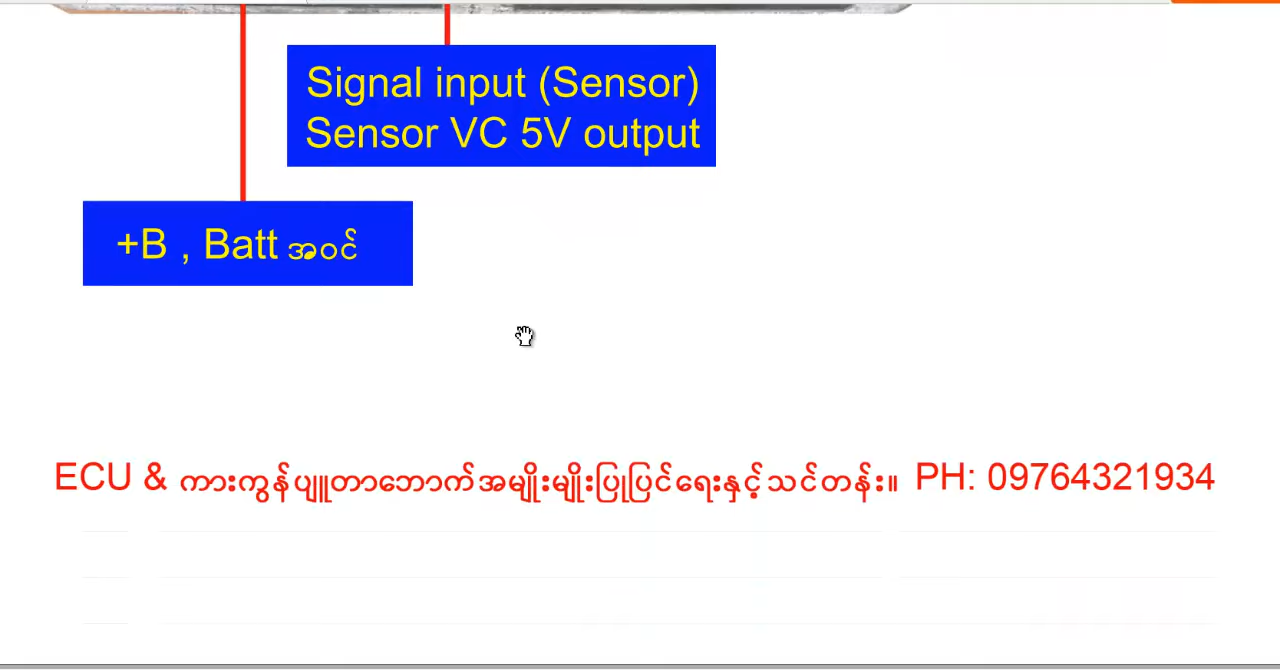 Signal input (Sensor)
Sensor VC 5V output
+B , Batt အဝင်
ECU & ကားကွန်ပျူတာဘောက်အမျိုးမျိုးပြုပြင်ရေးနှင့်သင်တန်း။ PH: 09764321934